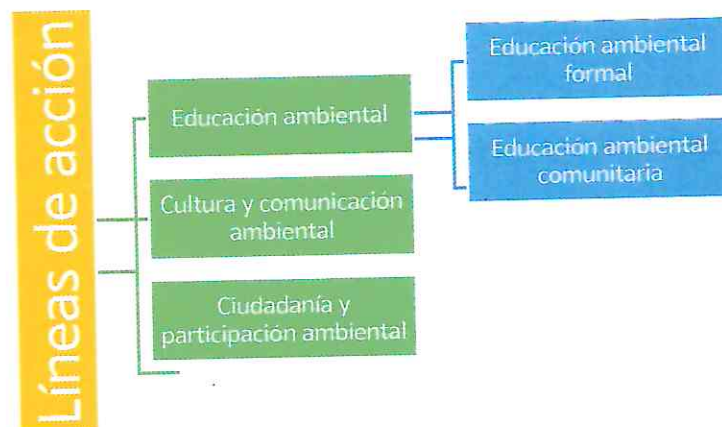 Líneas de acción
Educación ambiental
Educación ambiental
formal
Educación ambiental
comunitaria
Cultura y comunicación
ambiental
Ciudadanía y
participación ambiental